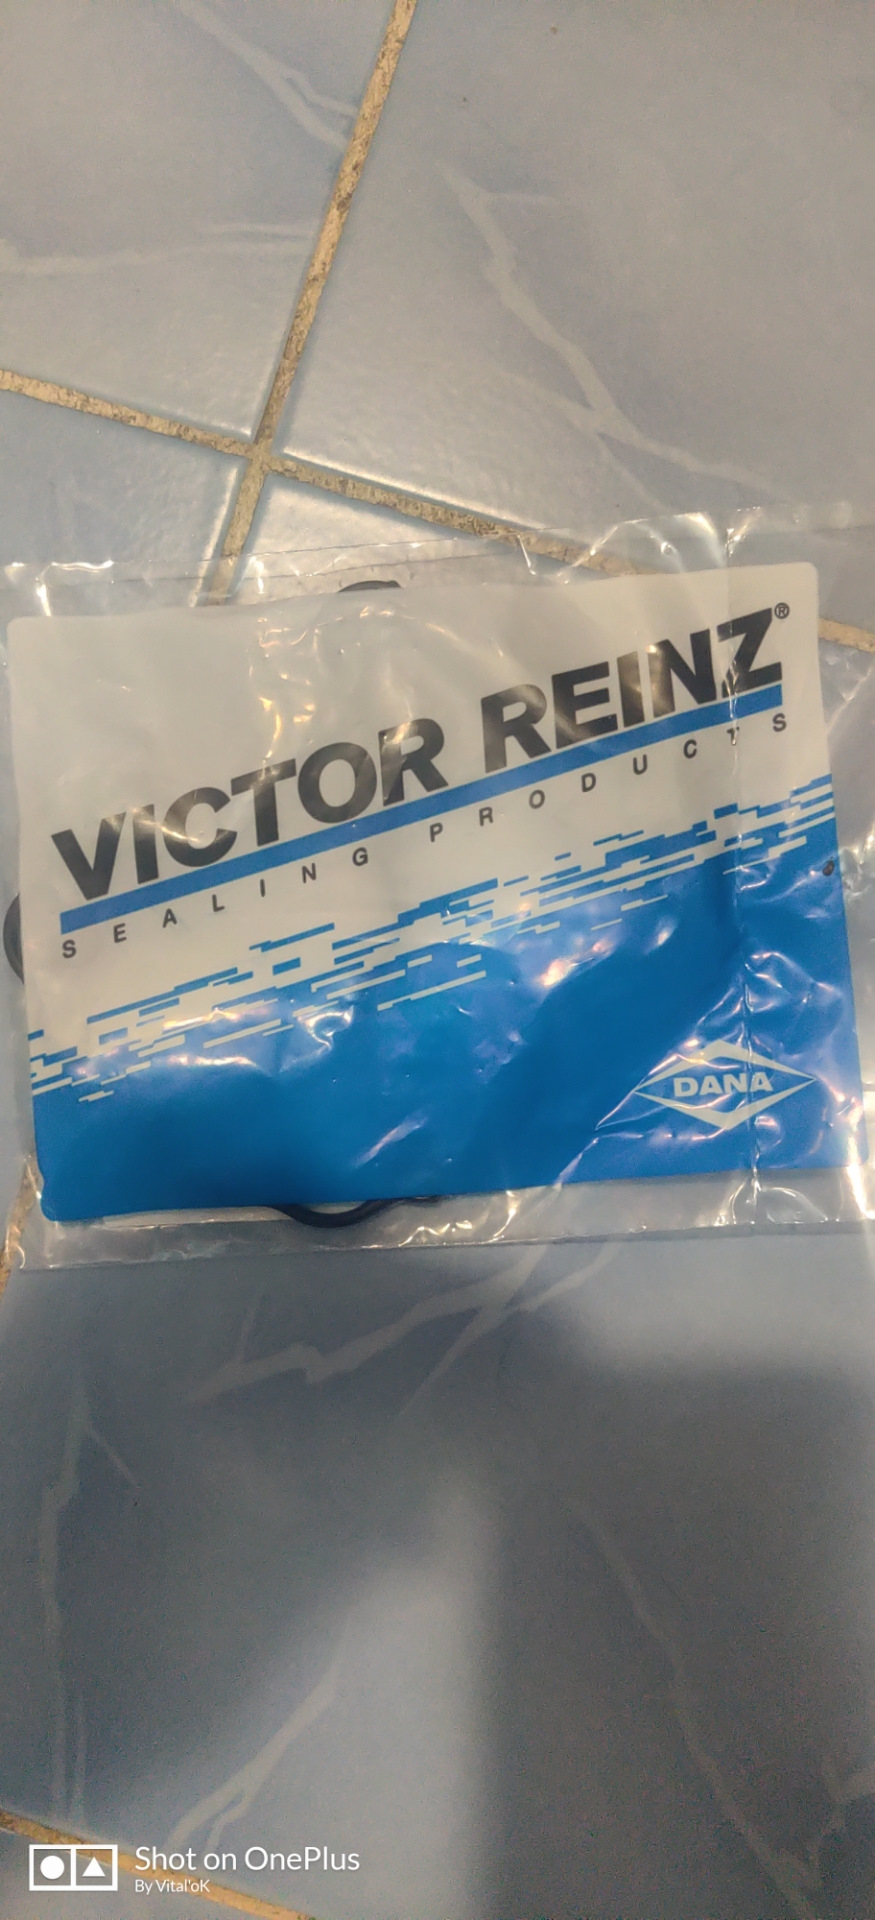 VICTOR REINZ®
SEALING PRODUCTS
DANA
Shot on OnePlus
By Vital'oK